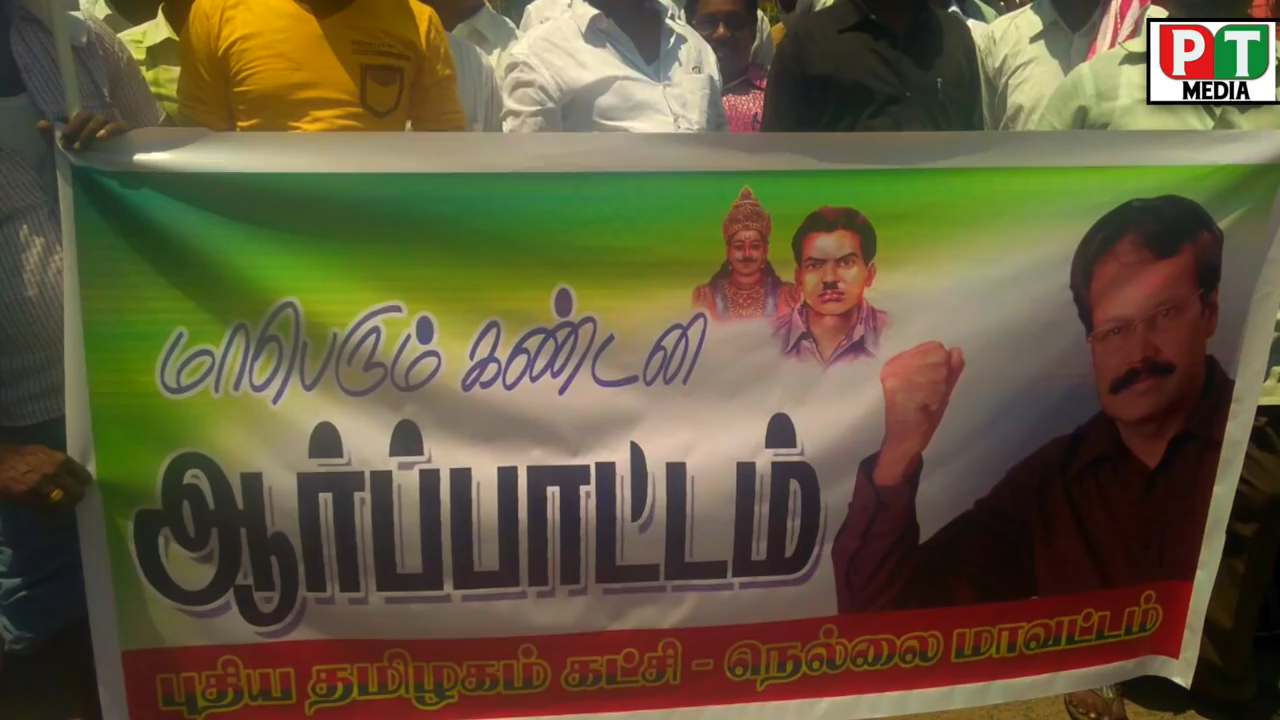 PT
MEDIA
மாபெரும் கண்டன
ஆர்ப்பாட்டம்
புதிய தமிழகம் கட்சி - நெல்லை மாவட்டம்